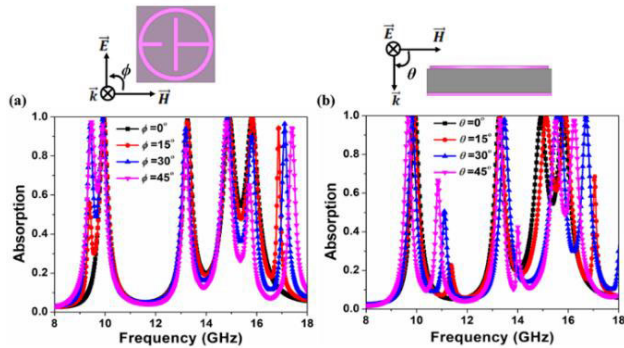 E
ϕ
k
H
E
H
θ
k
(a)
(b)
1.0
0.8
0.6
0.4
0.2
0.0
Absorption
ϕ=0°
ϕ=15°
ϕ=30°
ϕ=45°
8 10 12 14 16 18
Frequency (GHz)
1.0
0.8
0.6
0.4
0.2
0.0
Absorption
θ=0°
θ=15°
θ=30°
θ=45°
8 10 12 14 16 18
Frequency (GHz)